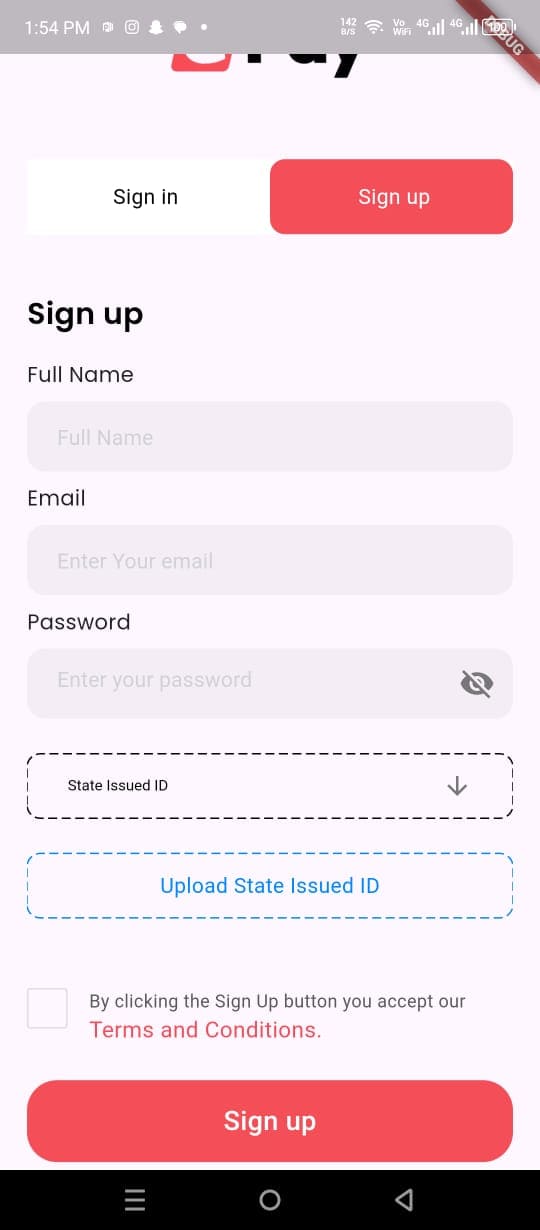 1:54 PM
142
B/S
Vo
WiFi
4G
4G
100
DEBUG
Pay
Sign in
Sign up
Sign up
Full Name
Full Name
Email
Enter Your email
Password
Enter your password
State Issued ID
Upload State Issued ID
By clicking the Sign Up button you accept our
Terms and Conditions.
Sign up